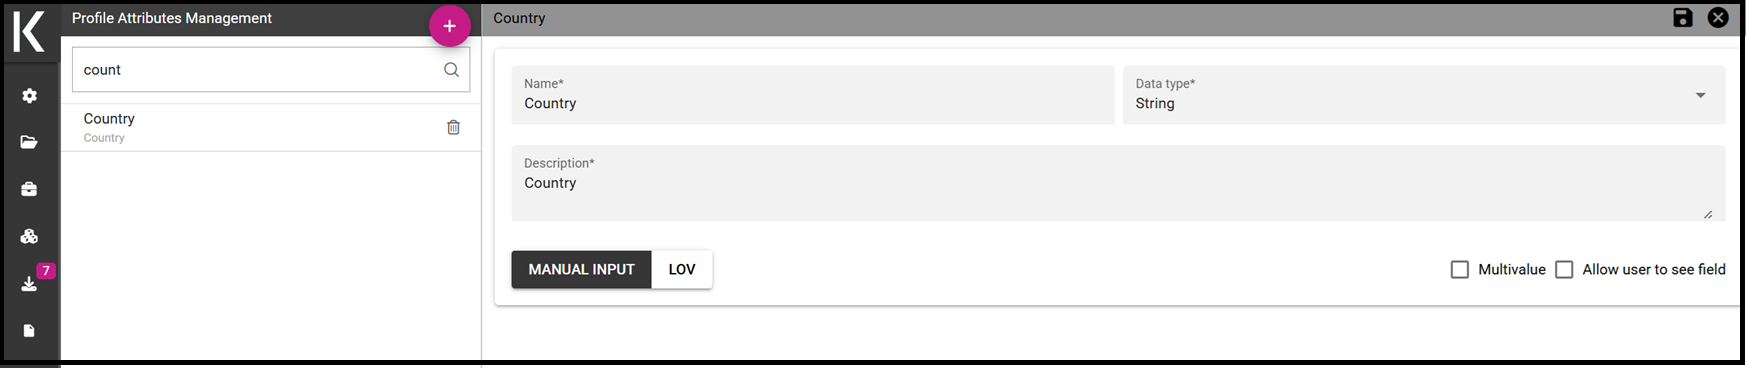 K
Profile Attributes Management
+
count
Country
Country
7
Country
Name*
Country
Data type*
String
Description*
Country
MANUAL INPUT LOV
Multivalue Allow user to see field